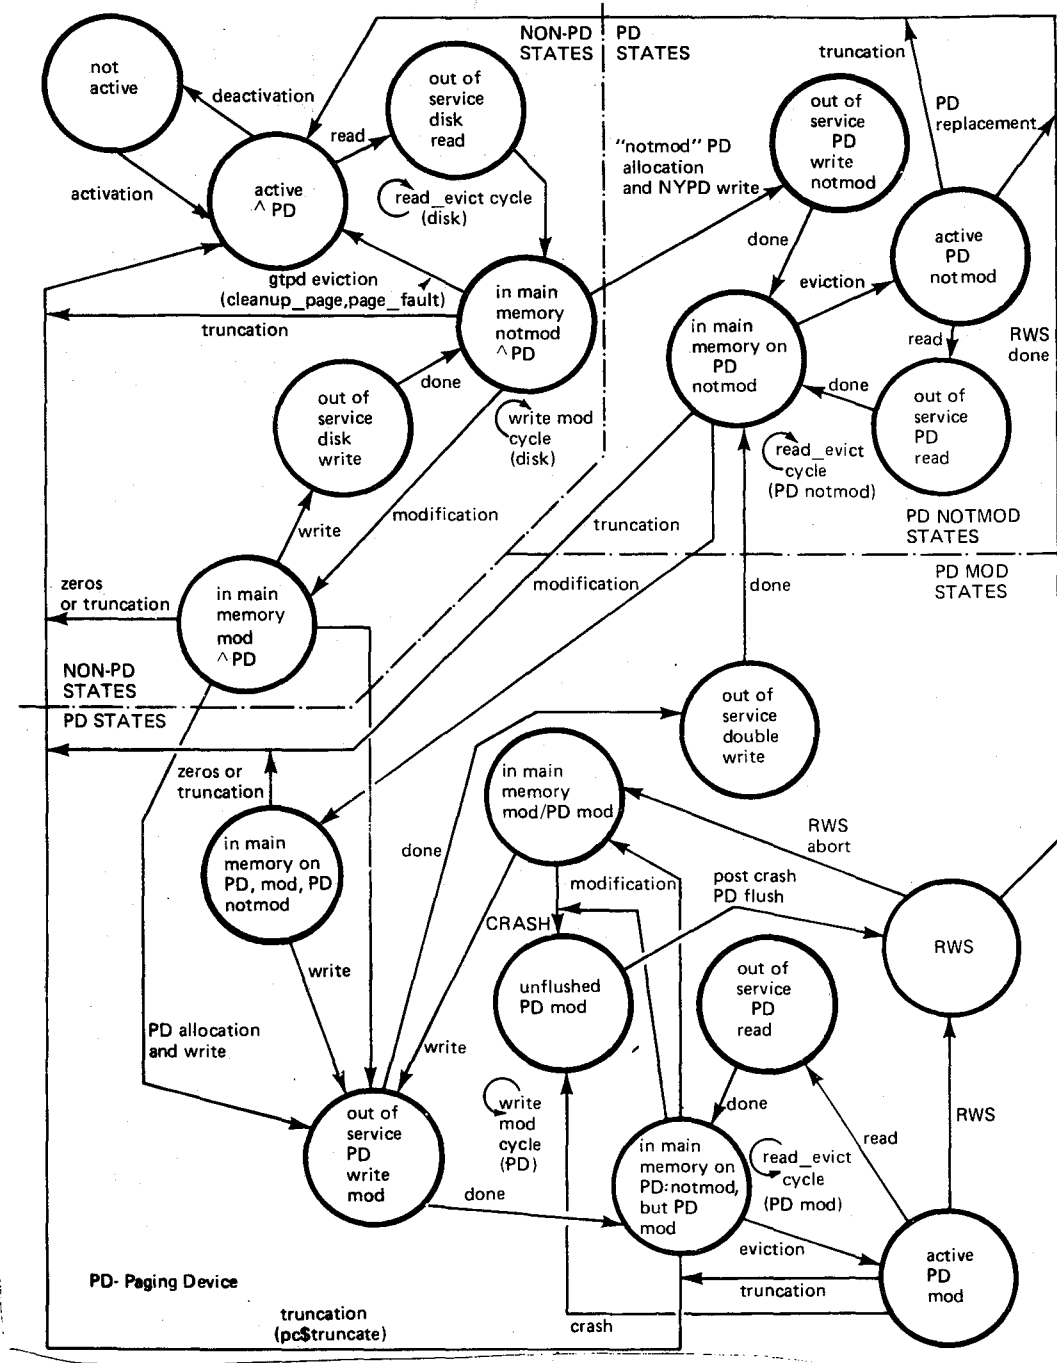 NON-PD
STATES
PD
STATES
not
active
deactivation
activation
active
^ PD
read
out of
service
disk
read
read_evict cycle
(disk)
gtpd eviction
(cleanup_page,page_fault)
truncation
in main
memory
notmod
^ PD
done
out of
service
disk
write
write mod
cycle
(disk)
write
modification
zeros
or truncation
in main
memory
mod
^ PD
NON-PD
STATES
PD STATES
"notmod" PD
allocation
and NYPD write
truncation
out of
service
PD
write
notmod
PD
replacement
done
eviction
active
PD
notmod
in main
memory on
PD
notmod
read
RWS
done
done
out of
service
PD
read
read_evict
cycle
(PD notmod)
truncation
PD NOTMOD
STATES
modification
done
PD MOD
STATES
out of
service
double
write
zeros or
truncation
in main
memory on
PD, mod, PD
notmod
done
in main
memory
mod/PD mod
RWS
abort
modification
post crash
PD flush
CRASH
RWS
write
unflushed
PD mod
out of
service
PD
read
PD allocation
and write
write
write
mod
cycle
(PD)
done
RWS
out of
service
PD
write
mod
in main
memory on
PD:notmod,
but PD
mod
read_evict
cycle
(PD mod)
read
done
eviction
active
PD
mod
truncation
PD- Paging Device
truncation
(pc$truncate)
crash